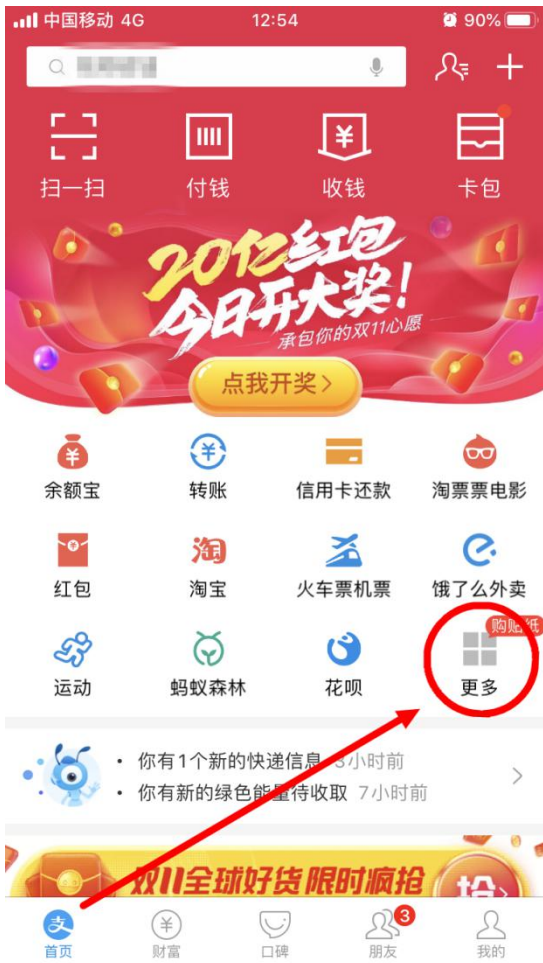 中国移动 4G 12:54 90%
扫一扫 付钱 收钱 卡包
20亿红包
今日开大奖!
承包你的双11心愿
点我开奖>
余额宝 转账 信用卡还款 淘票票电影
淘
红包 淘宝 火车票机票 饿了么外卖
购贴纸
运动 蚂蚁森林 花呗 更多
· 你有1个新的快递信息 3小时前
· 你有新的绿色能量待收取 7小时前
双11全球好货 限时疯抢 抢>
支 3
首页 财富 口碑 朋友 我的